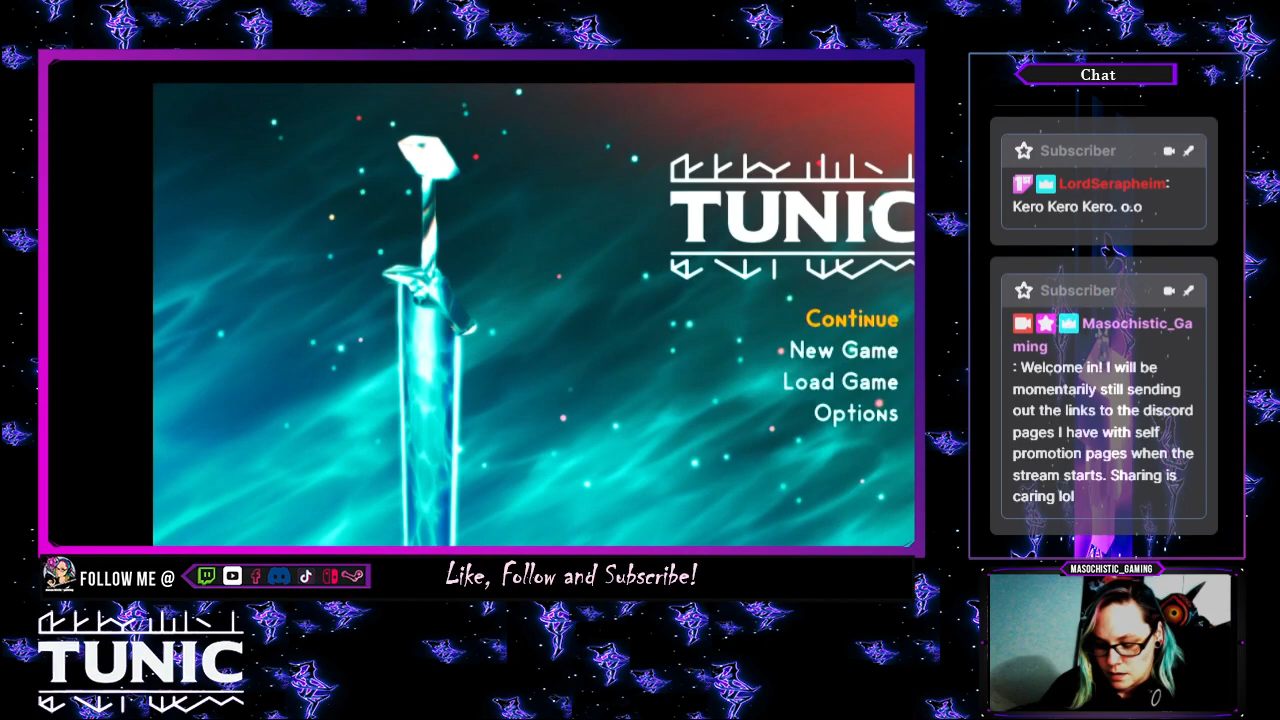 Chat
Subscriber
LordSerapheim:
Kero Kero Kero. o.o
Subscriber
Masochistic_Ga
ming
: Welcome in! I will be
momentarily still sending
out the links to the discord
pages I have with self
promotion pages when the
stream starts. Sharing is
caring lol
TUNIC
Continue
New Game
Load Game
Options
FOLLOW ME @
Like, Follow and Subscribe!
MASOCHISTIC_GAMING
TUNIC